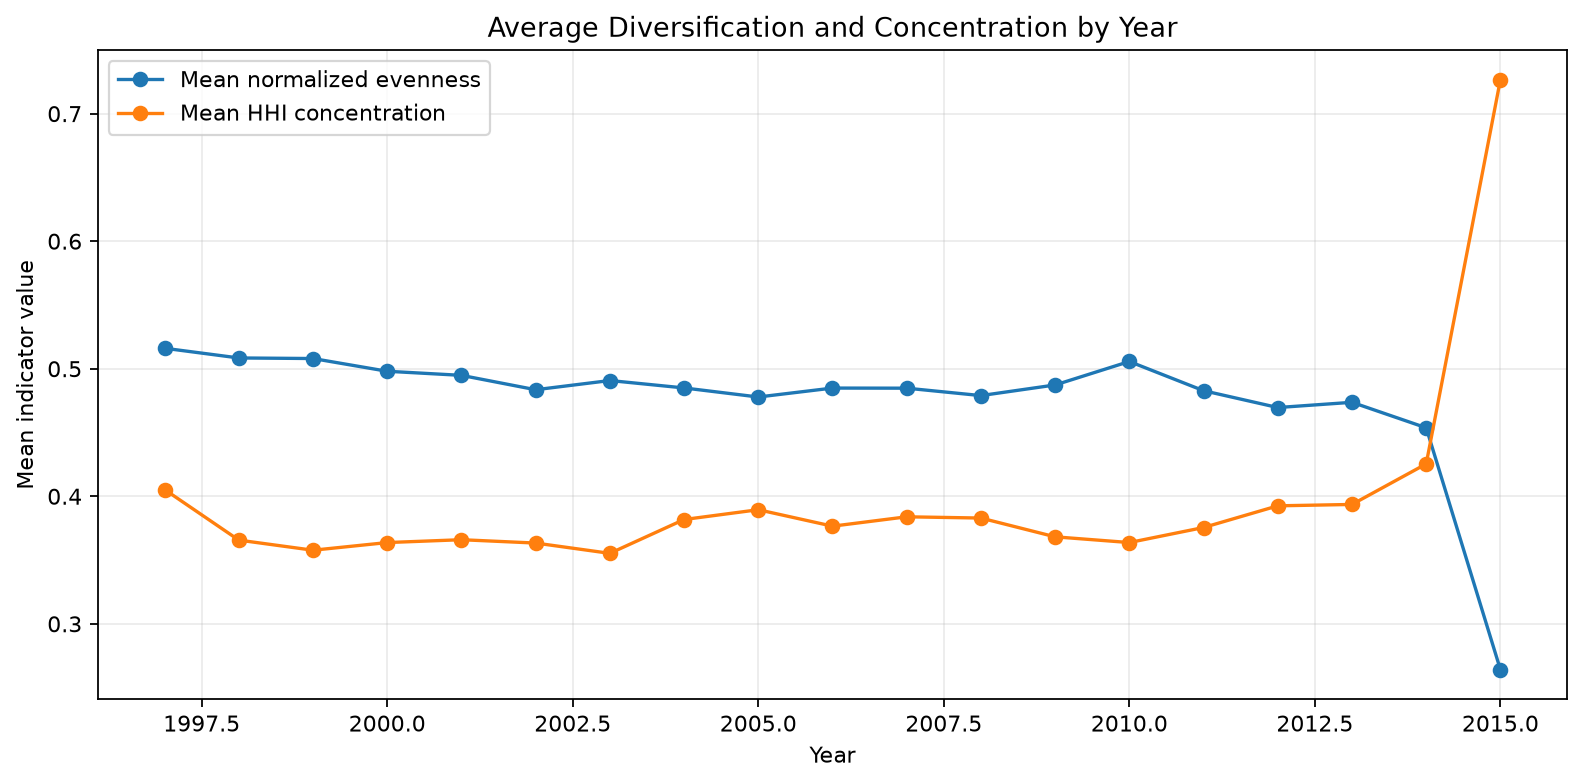 Average Diversification and Concentration by Year
Mean normalized evenness
Mean HHI concentration
Mean indicator value
0.7
0.6
0.5
0.4
0.3
1997.5 2000.0 2002.5 2005.0 2007.5 2010.0 2012.5 2015.0
Year